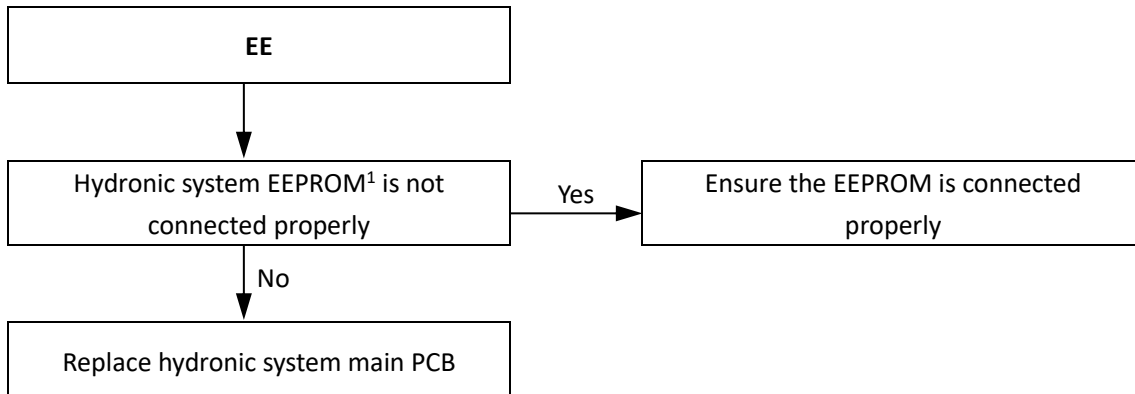 EE
Hydronic system EEPROM¹ is not
connected properly
Yes
Ensure the EEPROM is connected
properly
No
Replace hydronic system main PCB